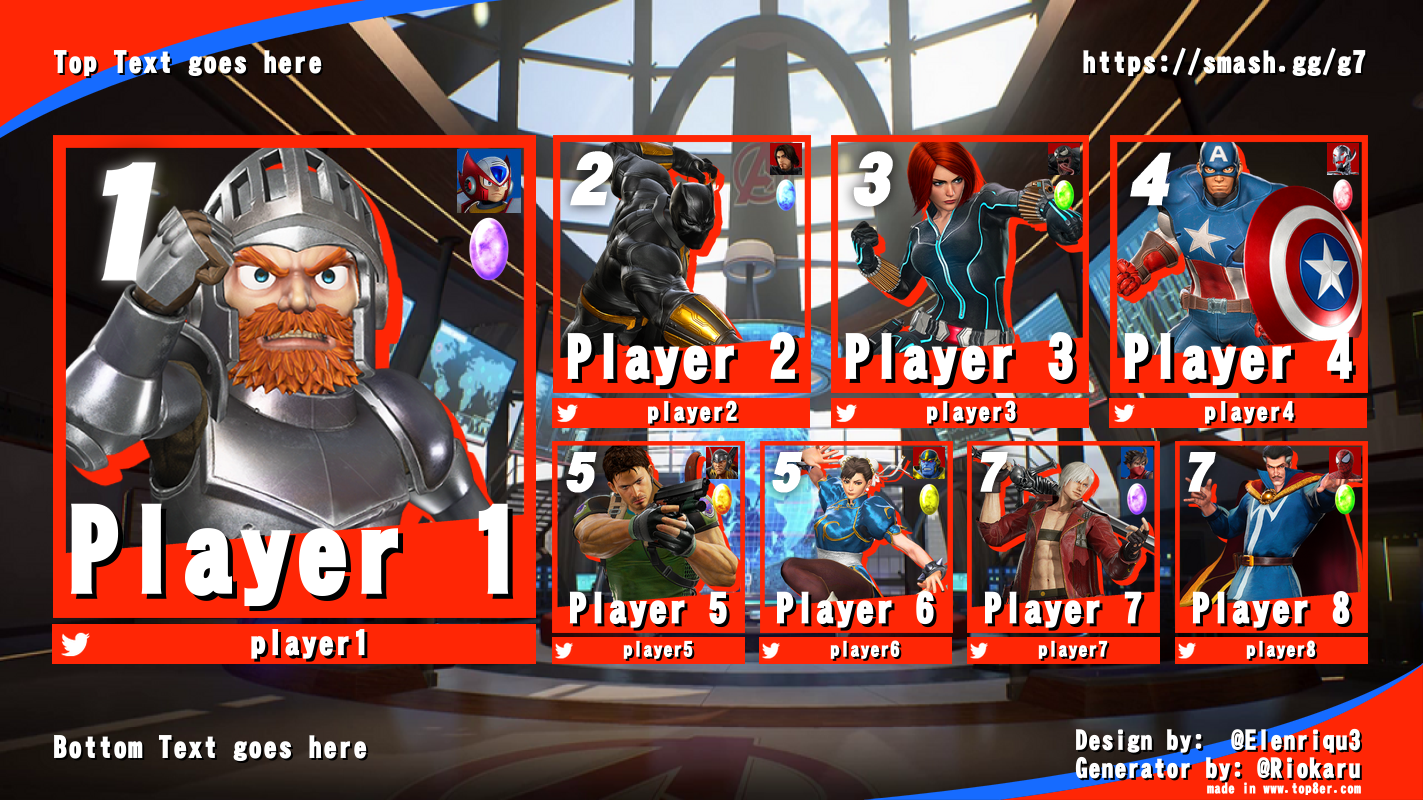 Top Text goes here
https://smash.gg/g7
1
Player 1
player1
2
Player 2
player2
3
Player 3
player3
A
4
Player 4
player4
5
Player 5
player5
5
Player 6
player6
7
Player 7
player7
7
Player 8
player8
Bottom Text goes here
Design by: @Elenriqu3
Generator by: @Riokaru
made in www.top8er.com